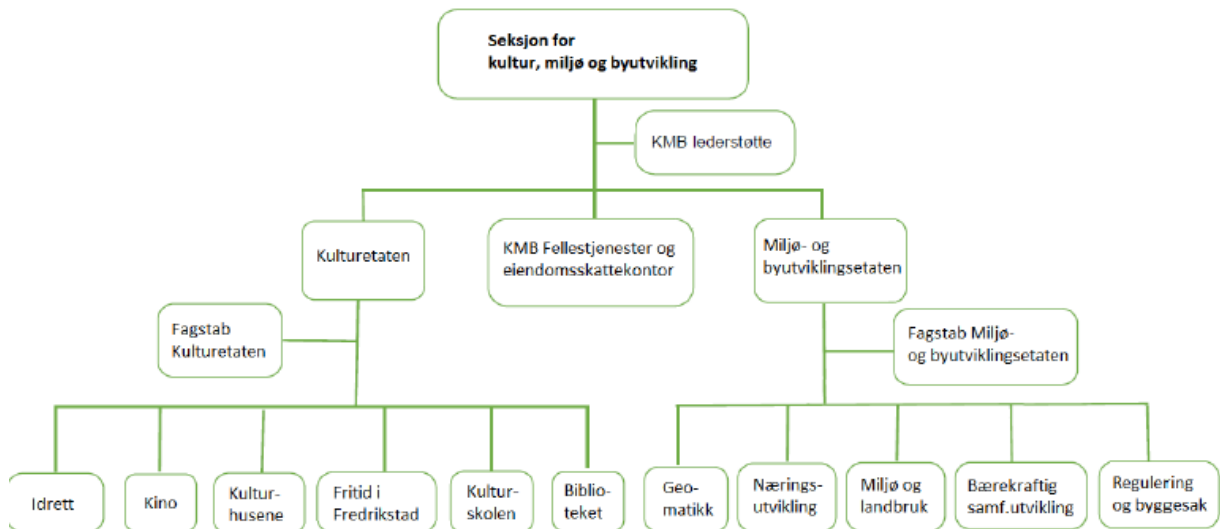 Seksjon for
kultur, miljø og byutvikling
KMB lederstøtte
Kulturetaten
KMB Fellestjenester og
eiendomsskattekontor
Miljø- og
byutviklingsetaten
Fagstab
Kulturetaten
Fagstab Miljø-
og byutviklingsetaten
Idrett
Kino
Kultur-
husene
Fritid i
Fredrikstad
Kultur-
skolen
Biblio-
teket
Geo-
matikk
Nærings-
utvikling
Miljø og
landbruk
Bærekraftig
samf.utvikling
Regulering
og byggesak